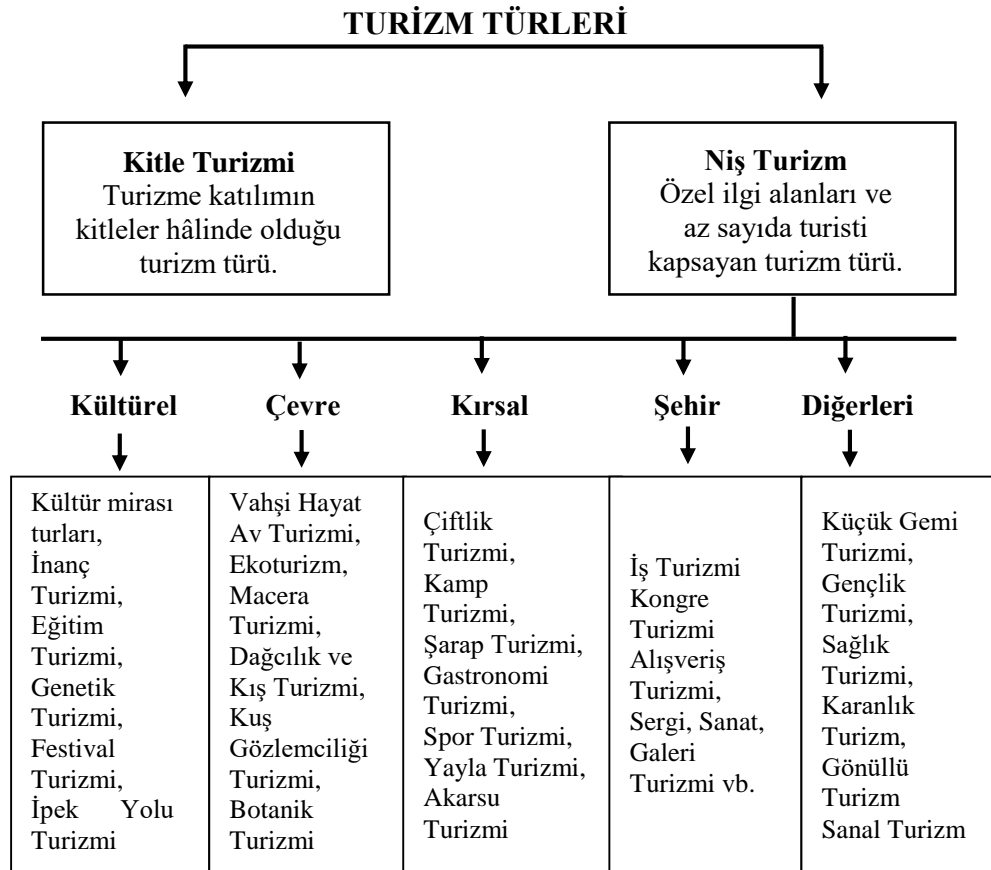 TURİZM TÜRLERİ
Kitle Turizmi
Turizme katılımın
kitleler hâlinde olduğu
turizm türü.
Niş Turizm
Özel ilgi alanları ve
az sayıda turisti
kapsayan turizm türü.
Kültürel
Çevre
Kırsal
Şehir
Diğerleri
Kültür mirası
turları,
İnanç
Turizmi,
Eğitim
Turizmi,
Genetik
Turizmi,
Festival
Turizmi,
İpek Yolu
Turizmi
Vahşi Hayat
Av Turizmi,
Ekoturizm,
Macera
Turizmi,
Dağcılık ve
Kış Turizmi,
Kuş
Gözlemciliği
Turizmi,
Botanik
Turizmi
Çiftlik
Turizmi,
Kamp
Turizmi,
Şarap Turizmi,
Gastronomi
Turizmi,
Spor Turizmi,
Yayla Turizmi,
Akarsu
Turizmi
İş Turizmi
Kongre
Turizmi
Alışveriş
Turizmi,
Sergi, Sanat,
Galeri
Turizmi vb.
Küçük Gemi
Turizmi,
Gençlik
Turizmi,
Sağlık
Turizmi,
Karanlık
Turizm,
Gönüllü
Turizm
Sanal Turizm